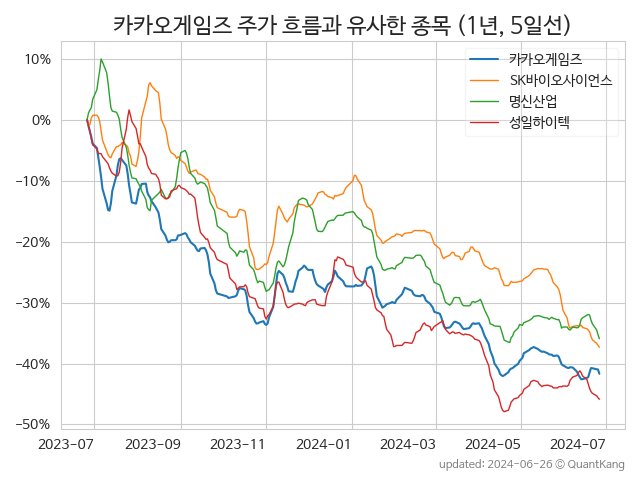 카카오게임즈 주가 흐름과 유사한 종목 (1년, 5일선)
카카오게임즈
SK바이오사이언스
명신산업
성일하이텍
10%
0%
−10%
−20%
−30%
−40%
−50%
2023-07 2023-09 2023-11 2024-01 2024-03 2024-05 2024-07
updated: 2024-06-26 © QuantKang